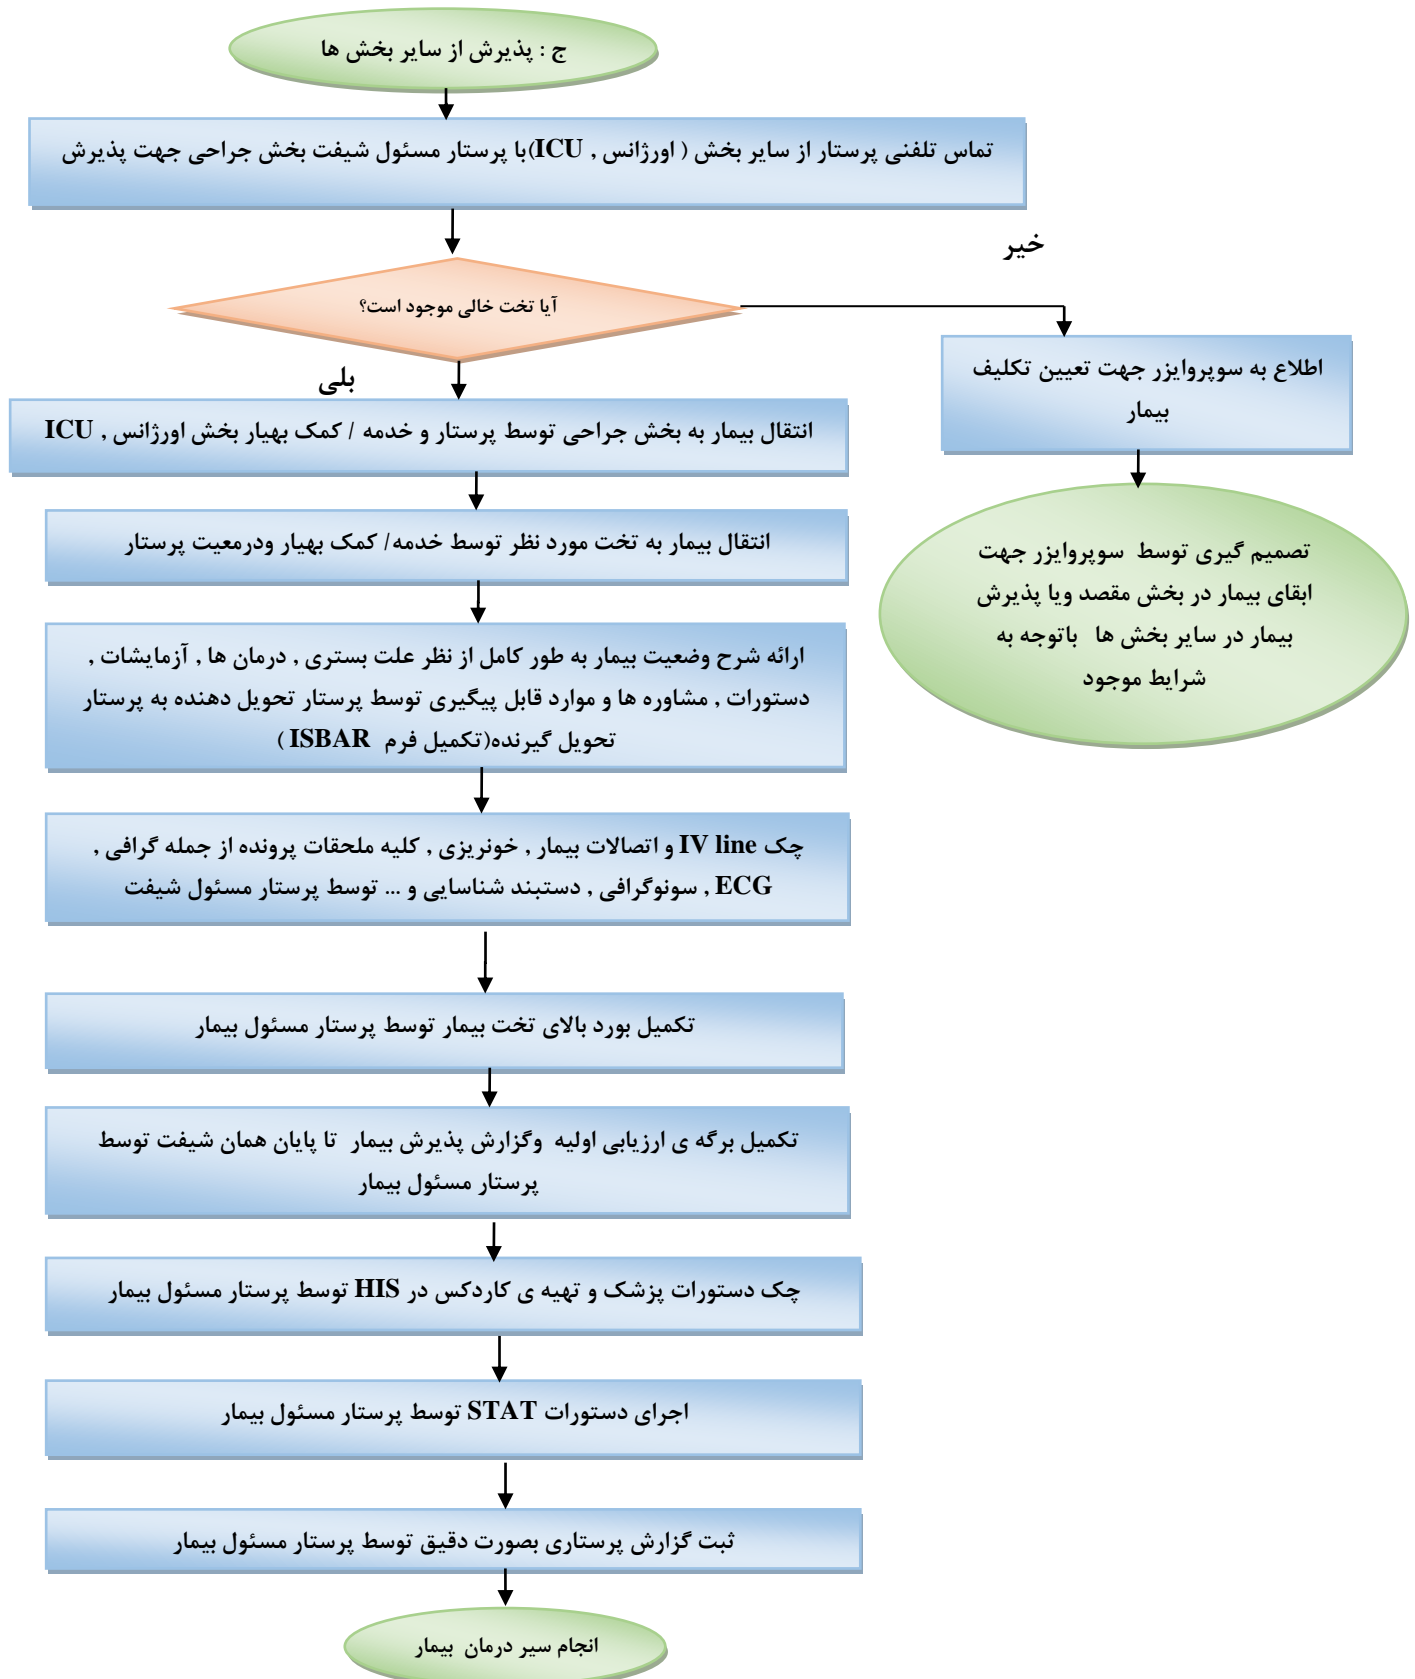 ج : پذیرش از سایر بخش ها
تماس تلفنی پرستار از سایر بخش ( اورژانس , ICU)با پرستار مسئول شیفت بخش جراحی جهت پذیرش
خیر
آیا تخت خالی موجود است؟
اطلاع به سوپروایزر جهت تعیین تکلیف
بیمار
بلی
انتقال بیمار به بخش جراحی توسط پرستار و خدمه / کمک بهیار بخش اورژانس , ICU
تصمیم گیری توسط سوپروایزر جهت
ابقای بیمار در بخش مقصد ویا پذیرش
بیمار در سایر بخش ها باتوجه به
شرایط موجود
انتقال بیمار به تخت مورد نظر توسط خدمه/ کمک بهیار ودرمعیت پرستار
ارائه شرح وضعیت بیمار به طور کامل از نظر علت بستری , درمان ها , آزمایشات ,
دستورات , مشاوره ها و موارد قابل پیگیری توسط پرستار تحویل دهنده به پرستار
تحویل گیرنده(تکمیل فرم ISBAR )
چک IV line و اتصالات بیمار , خونریزی , کلیه ملحقات پرونده از جمله گرافی ,
ECG , سونوگرافی , دستبند شناسایی و ... توسط پرستار مسئول شیفت
تکمیل بورد بالای تخت بیمار توسط پرستار مسئول بیمار
تکمیل برگه ی ارزیابی اولیه وگزارش پذیرش بیمار تا پایان همان شیفت توسط
پرستار مسئول بیمار
چک دستورات پزشک و تهیه ی کاردکس در HIS توسط پرستار مسئول بیمار
اجرای دستورات STAT توسط پرستار مسئول بیمار
ثبت گزارش پرستاری بصورت دقیق توسط پرستار مسئول بیمار
انجام سیر درمان بیمار